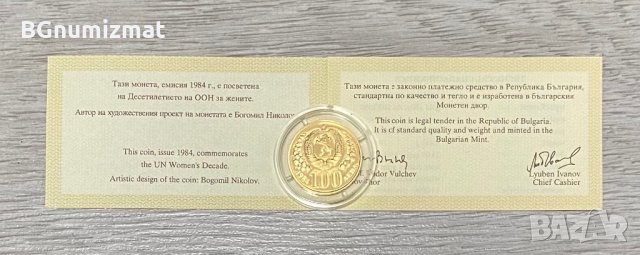 BGnumizmat
Тази монета, емисия 1984 г., е посветена
на Десетилетието на ООН за жените.
Автор на художествения проект на монетата е Богомил Николов
This coin, issue 1984, commemorates
the UN Women's Decade.
Artistic design of the coin: Bogomil Nikolov.
100
Тази монета е законно платежно средство в Република България,
стандартна по качество и тегло и е изработена в Българския
Монетен двор.
This coin is legal tender in the Republic of Bulgaria.
It is of standard quality and weight and minted in the
Bulgarian Mint.
Vulchev
Lyuben Ivanov
Chief Cashier
BAZAR